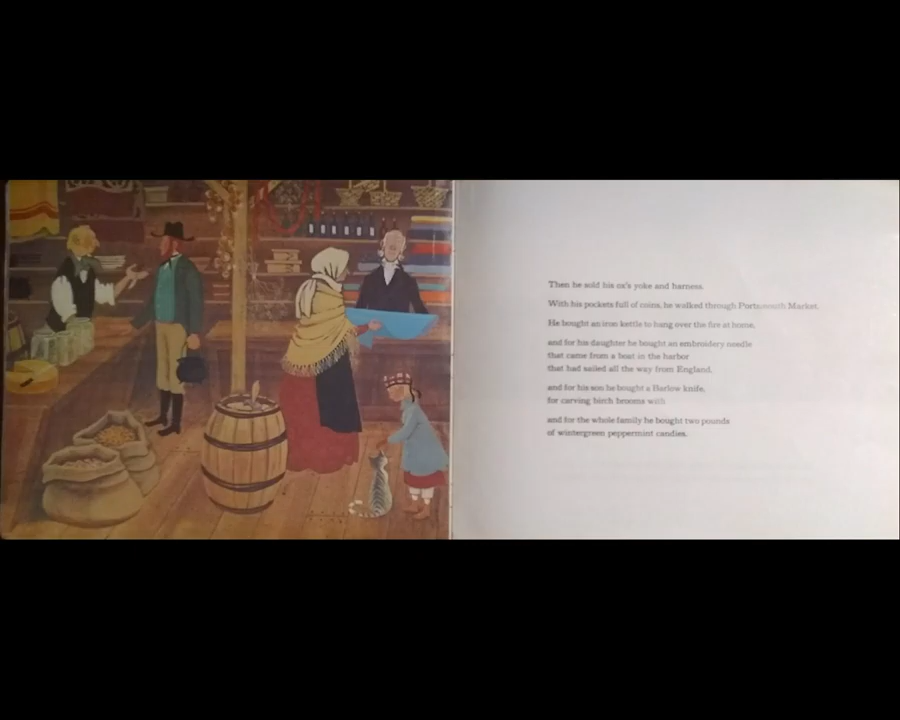 Then he sold his ox's yoke and harness.
With his pockets full of coins, he walked through Portsmouth Market.
He bought an iron kettle to hang over the fire at home,
and for his daughter he bought an embroidery needle
that came from a boat in the harbor
that had sailed all the way from England,
and for his son he bought a Barlow knife,
for carving birch brooms with
and for the whole family he bought two pounds
of wintergreen peppermint candies.